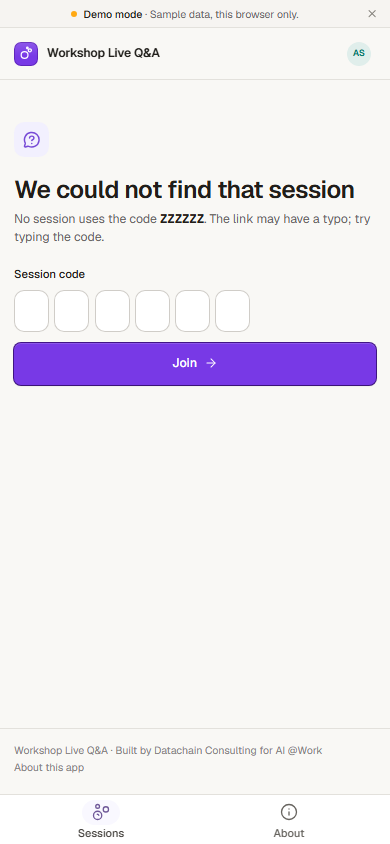 Demo mode · Sample data, this browser only.
Workshop Live Q&A
AS
We could not find that session
No session uses the code ZZZZZZ. The link may have a typo; try
typing the code.
Session code
Join
Workshop Live Q&A · Built by Datachain Consulting for AI @Work
About this app
Sessions
About